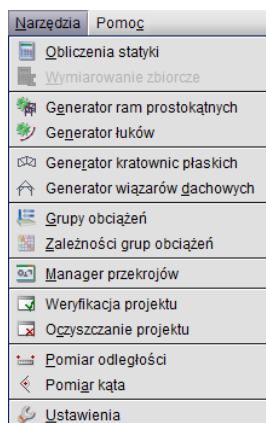 Narzędzia Pomoc
Obliczenia statyki
Wymiarowanie zbiorcze
Generator ram prostokątnych
Generator łuków
Generator kratownic płaskich
Generator wiązarów dachowych
Grupy obciążeń
Zależności grup obciążeń
Manager przekrojów
Weryfikacja projektu
Oczyszczanie projektu
Pomiar odległości
Pomiar kąta
Ustawienia